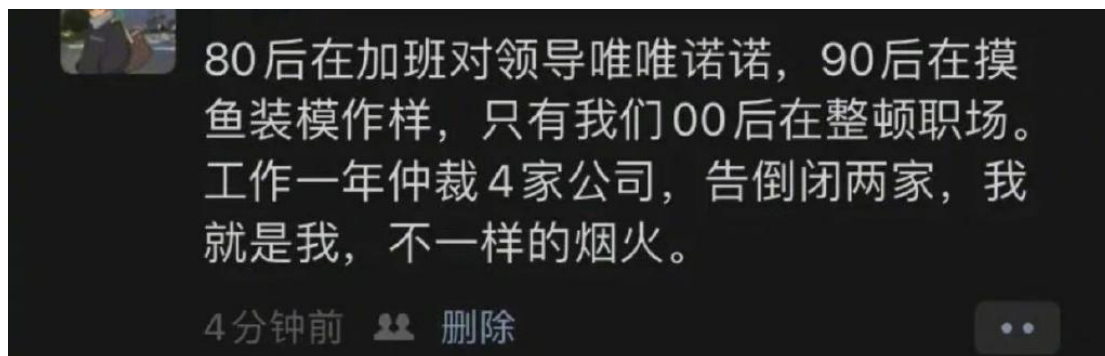 80后在加班对领导唯唯诺诺，90后在摸
鱼装模作样，只有我们00后在整顿职场。
工作一年仲裁4家公司，告倒闭两家，我
就是我，不一样的烟火。
4分钟前 删除